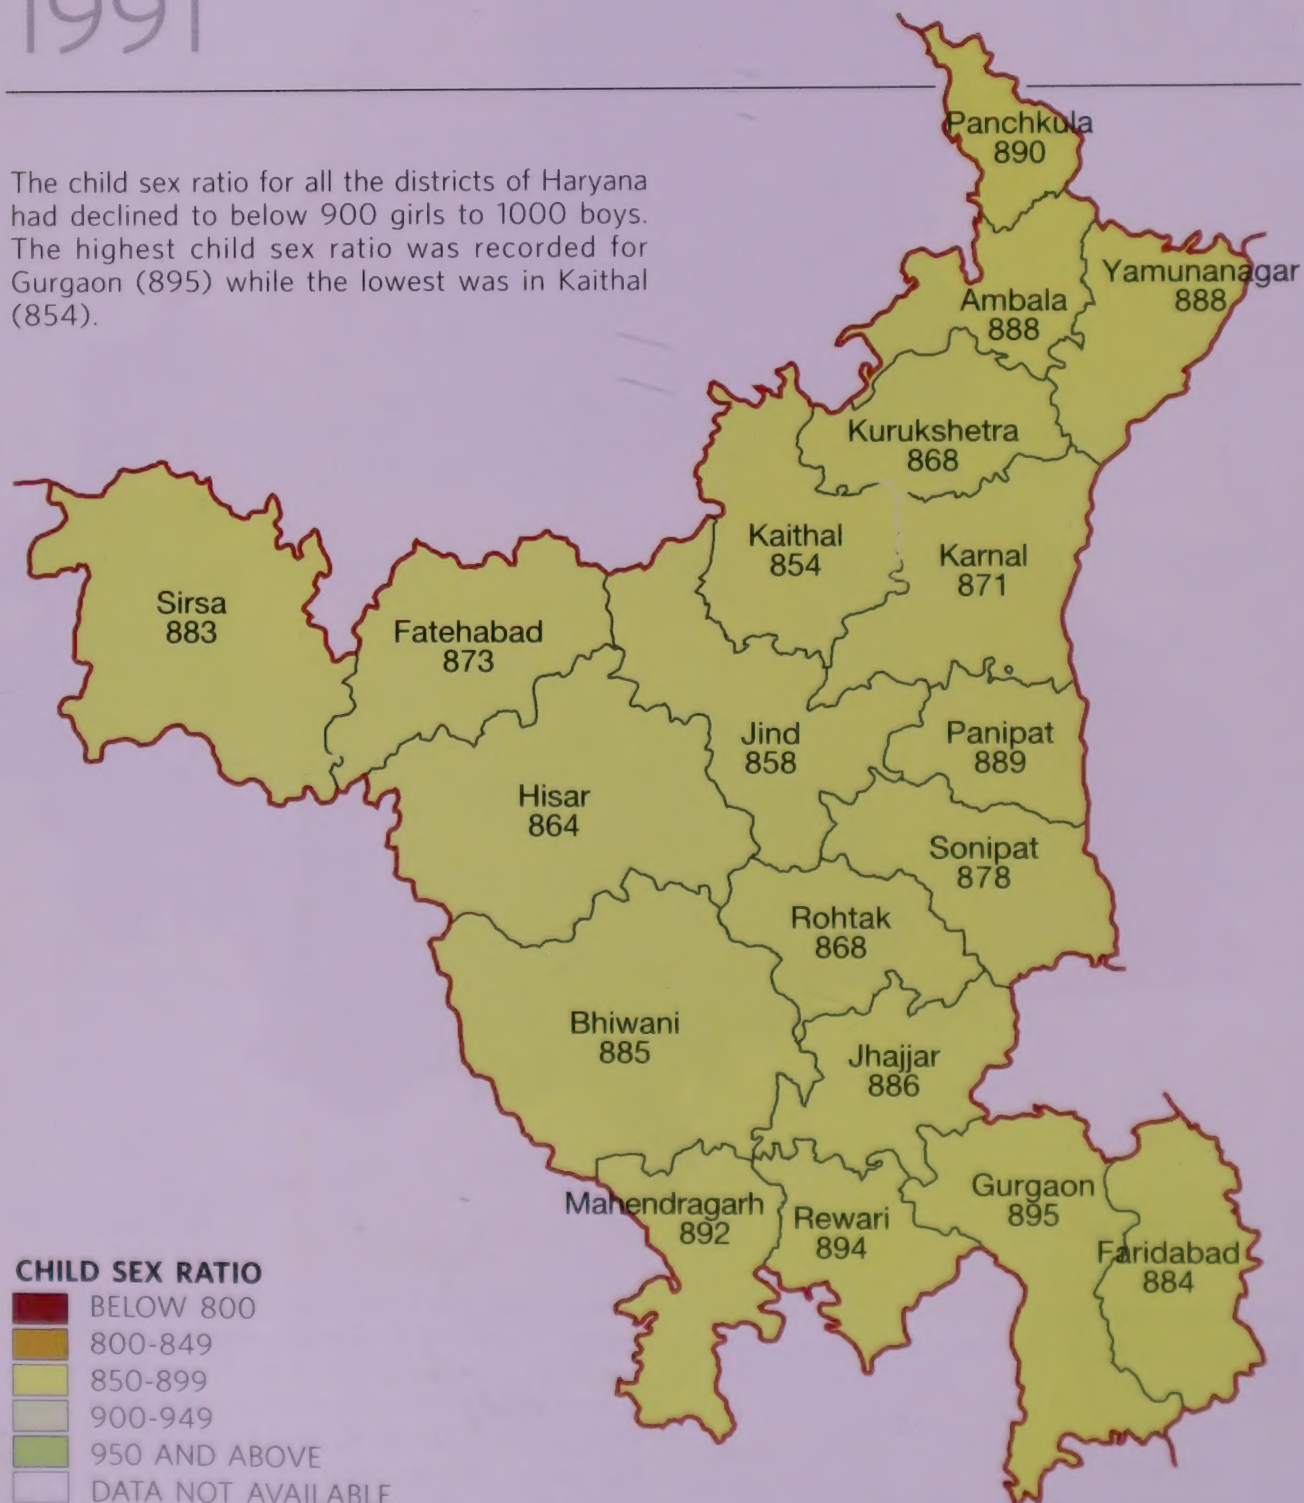 1991
The child sex ratio for all the districts of Haryana
had declined to below 900 girls to 1000 boys.
The highest child sex ratio was recorded for
Gurgaon (895) while the lowest was in Kaithal
(854).
Panchkula
890
Yamunanagar
888
Ambala
888
Kurukshetra
868
Kaithal
854
Karnal
871
Sirsa
883
Fatehabad
873
Jind
858
Panipat
889
Hisar
864
Sonipat
878
Rohtak
868
Bhiwani
885
Jhajjar
886
Mahendragarh
892
Rewari
894
Gurgaon
895
Faridabad
884
CHILD SEX RATIO
BELOW 800
800-849
850-899
900-949
950 AND ABOVE
DATA NOT AVAILABLE